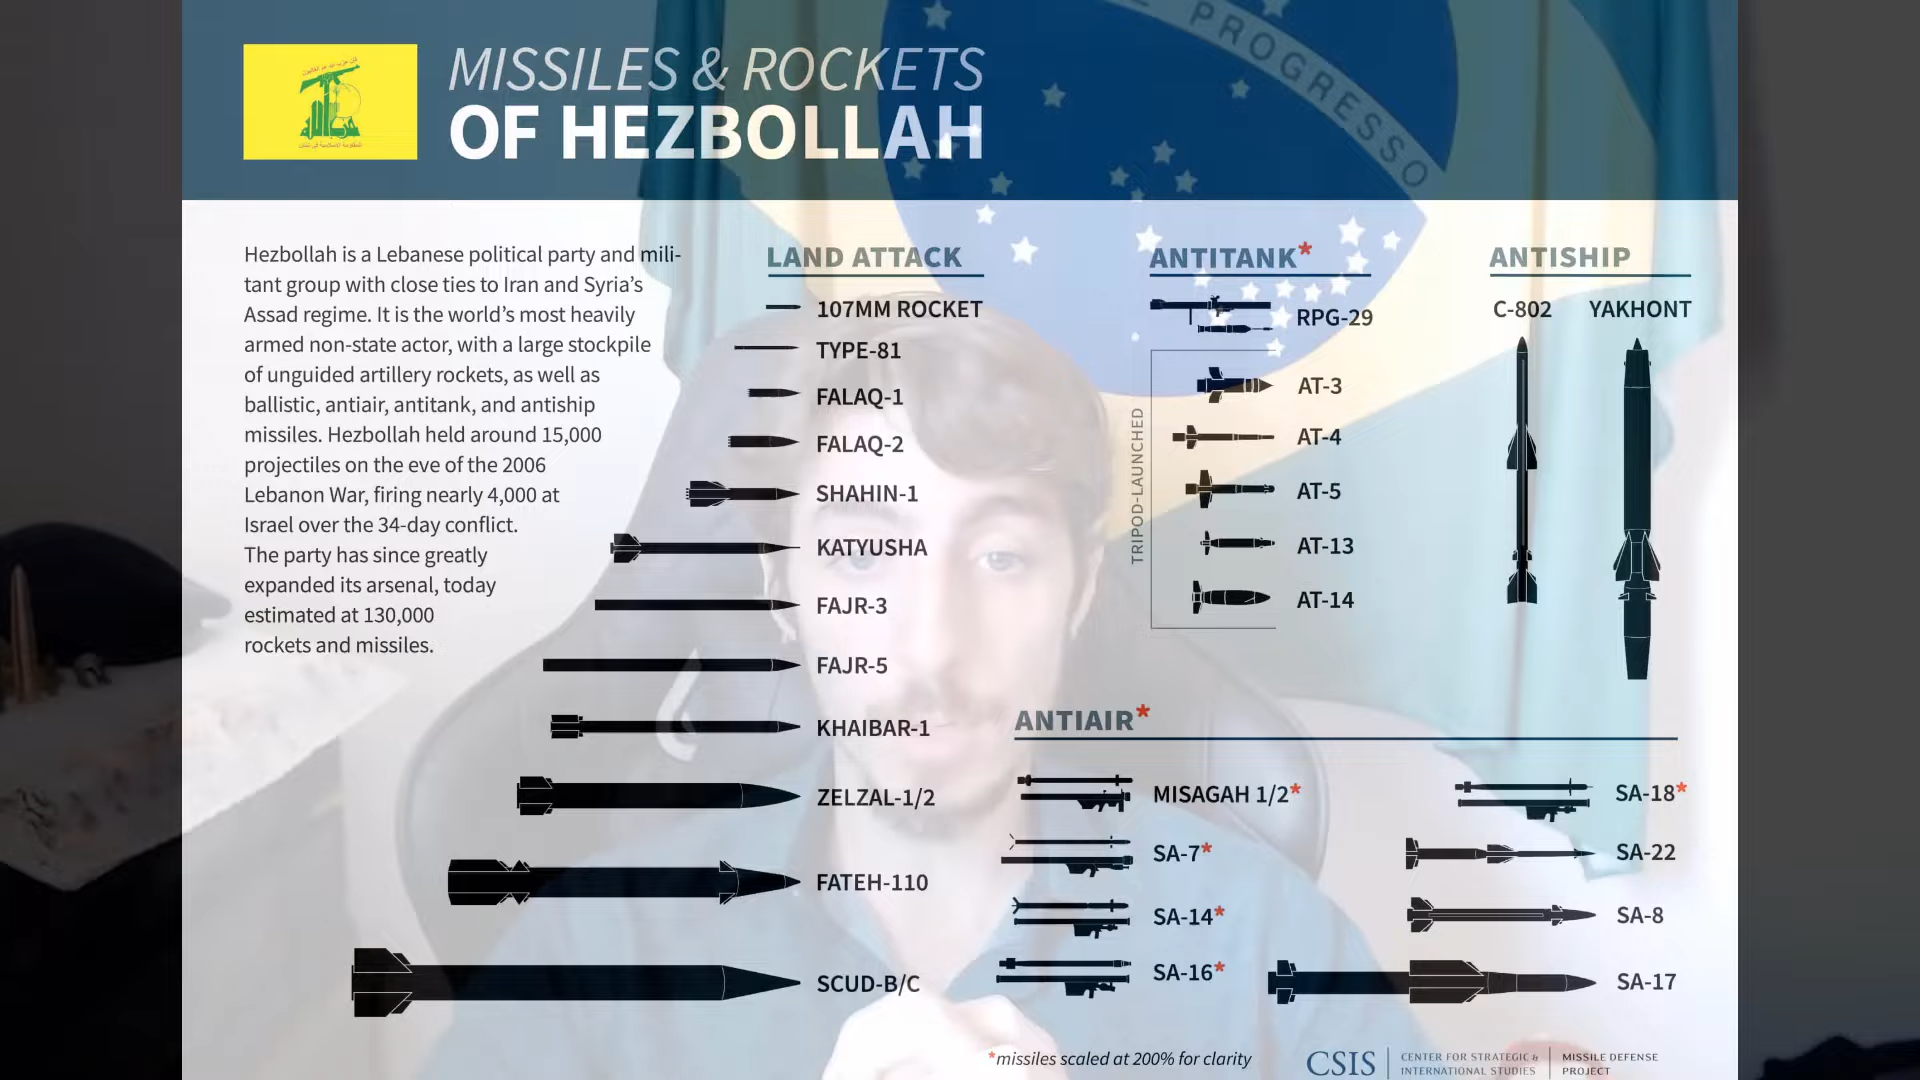 PROGRESSO
MISSILES & ROCKETS
OF HEZBOLLAH
Hezbollah is a Lebanese political party and mili-
tant group with close ties to Iran and Syria's
Assad regime. It is the world's most heavily
armed non-state actor, with a large stockpile
of unguided artillery rockets, as well as
ballistic, antiair, antitank, and antiship
missiles. Hezbollah held around 15,000
projectiles on the eve of the 2006
Lebanon War, firing nearly 4,000 at
Israel over the 34-day conflict.
The party has since greatly
expanded its arsenal, today
estimated at 130,000
rockets and missiles.
LAND ATTACK
107MM ROCKET
TYPE-81
FALAQ-1
FALAQ-2
SHAHIN-1
KATYUSHA
FAJR-3
FAJR-5
KHAIBAR-1
ZELZAL-1/2
FATEH-110
SCUD-B/C
ANTITANK*
RPG-29
TRIPOD-LAUNCHED
AT-3
AT-4
AT-5
AT-13
AT-14
ANTISHIP
C-802 YAKHONT
ANTIAIR*
MISAGAH 1/2*
SA-7*
SA-14*
SA-16*
SA-18*
SA-22
SA-8
SA-17
*missiles scaled at 200% for clarity
CSIS
CENTER FOR STRATEGIC &
INTERNATIONAL STUDIES
MISSILE DEFENSE
PROJECT